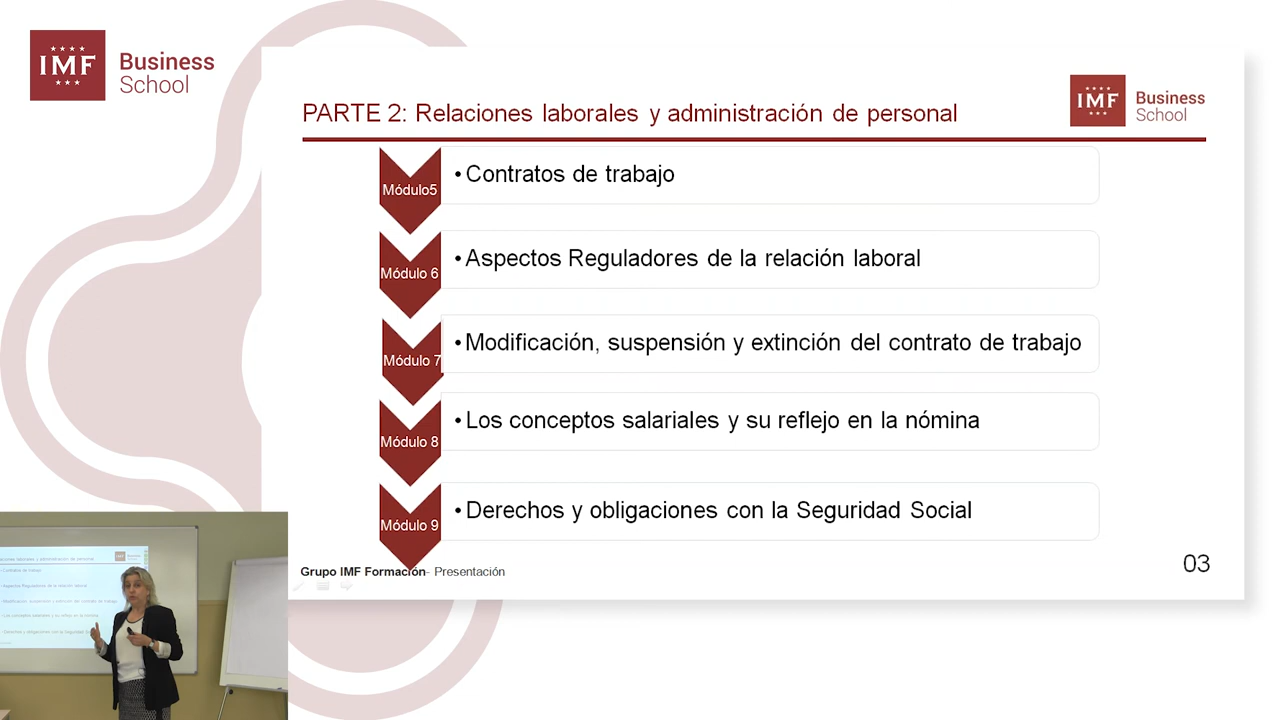 IMF
Business
School
PARTE 2: Relaciones laborales y administración de personal
IMF
Business
School
Módulo5
• Contratos de trabajo
Módulo 6
• Aspectos Reguladores de la relación laboral
Módulo 7
• Modificación, suspensión y extinción del contrato de trabajo
Módulo 8
• Los conceptos salariales y su reflejo en la nómina
Módulo 9
• Derechos y obligaciones con la Seguridad Social
Grupo IMF Formación- Presentación
03